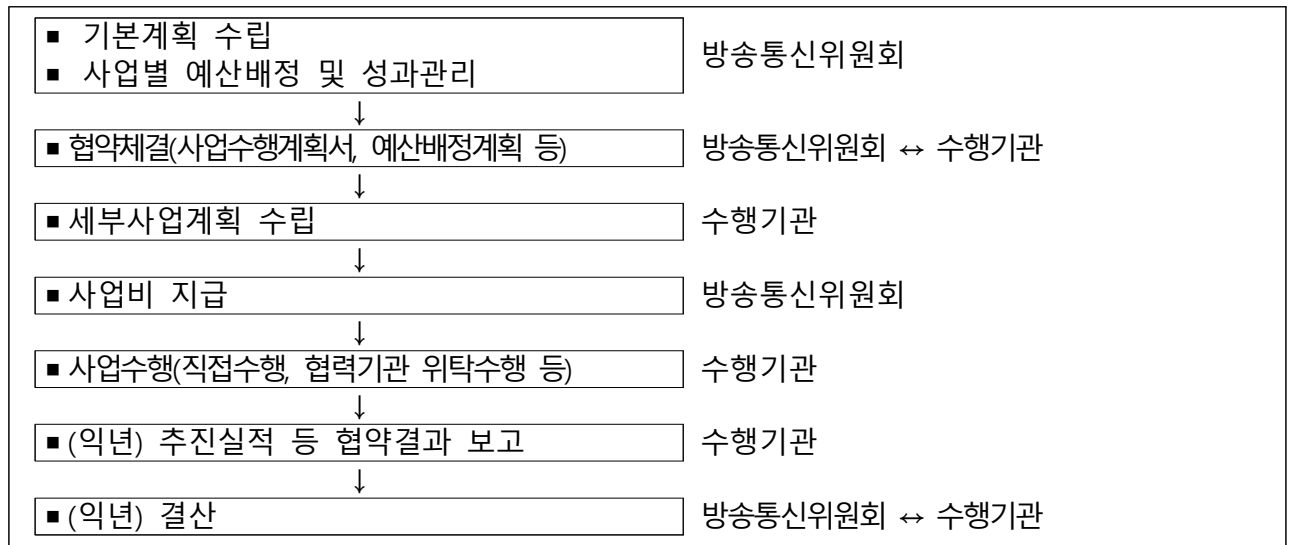 ▪ 기본계획 수립
▪ 사업별 예산배정 및 성과관리
방송통신위원회
↓
▪ 협약체결(사업수행계획서, 예산배정계획 등)
방송통신위원회 ↔ 수행기관
↓
▪ 세부사업계획 수립
수행기관
↓
▪ 사업비 지급
방송통신위원회
↓
▪ 사업수행(직접수행, 협력기관 위탁수행 등)
수행기관
↓
▪ (익년) 추진실적 등 협약결과 보고
수행기관
↓
▪ (익년) 결산
방송통신위원회 ↔ 수행기관